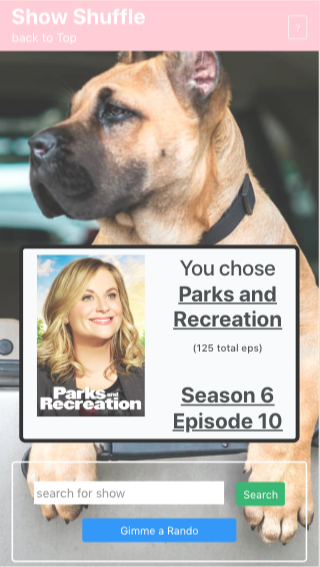 Show Shuffle
back to Top
?
You chose
Parks and
Recreation
(125 total eps)
Season 6
Episode 10
Parks and
Recreation
search for show
Search
Gimme a Rando